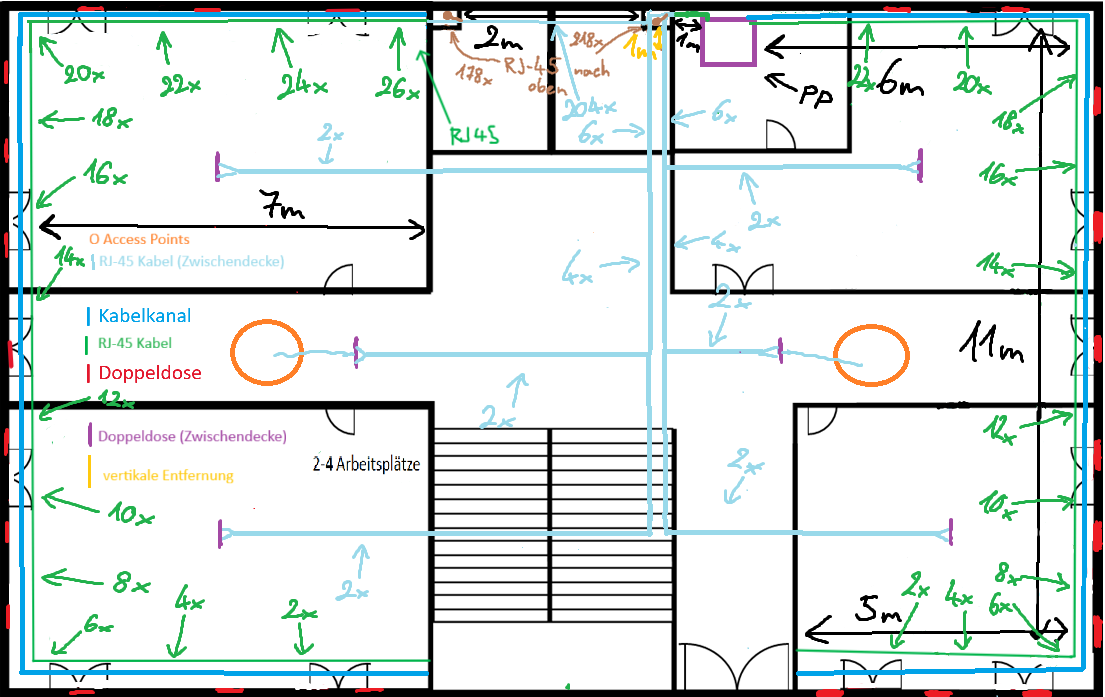 2m
218x
1m
1m
RJ-45 nach
oben
178x
6m
20x
22x
24x
26x
22x
20x
PP
204x
18x
RJ45
6x
6x
18x
2x
16x
16x
7m
2x
4x
O Access Points
RJ-45 Kabel (Zwischendecke)
14x
4x
14x
2x
Kabelkanal
RJ-45 Kabel
Doppeldose
11m
12x
2x
12x
Doppeldose (Zwischendecke)
2-4 Arbeitsplätze
vertikale Entfernung
2x
10x
10x
8x
4x
2x
2x
8x
2x
4x
6x
6x
5m